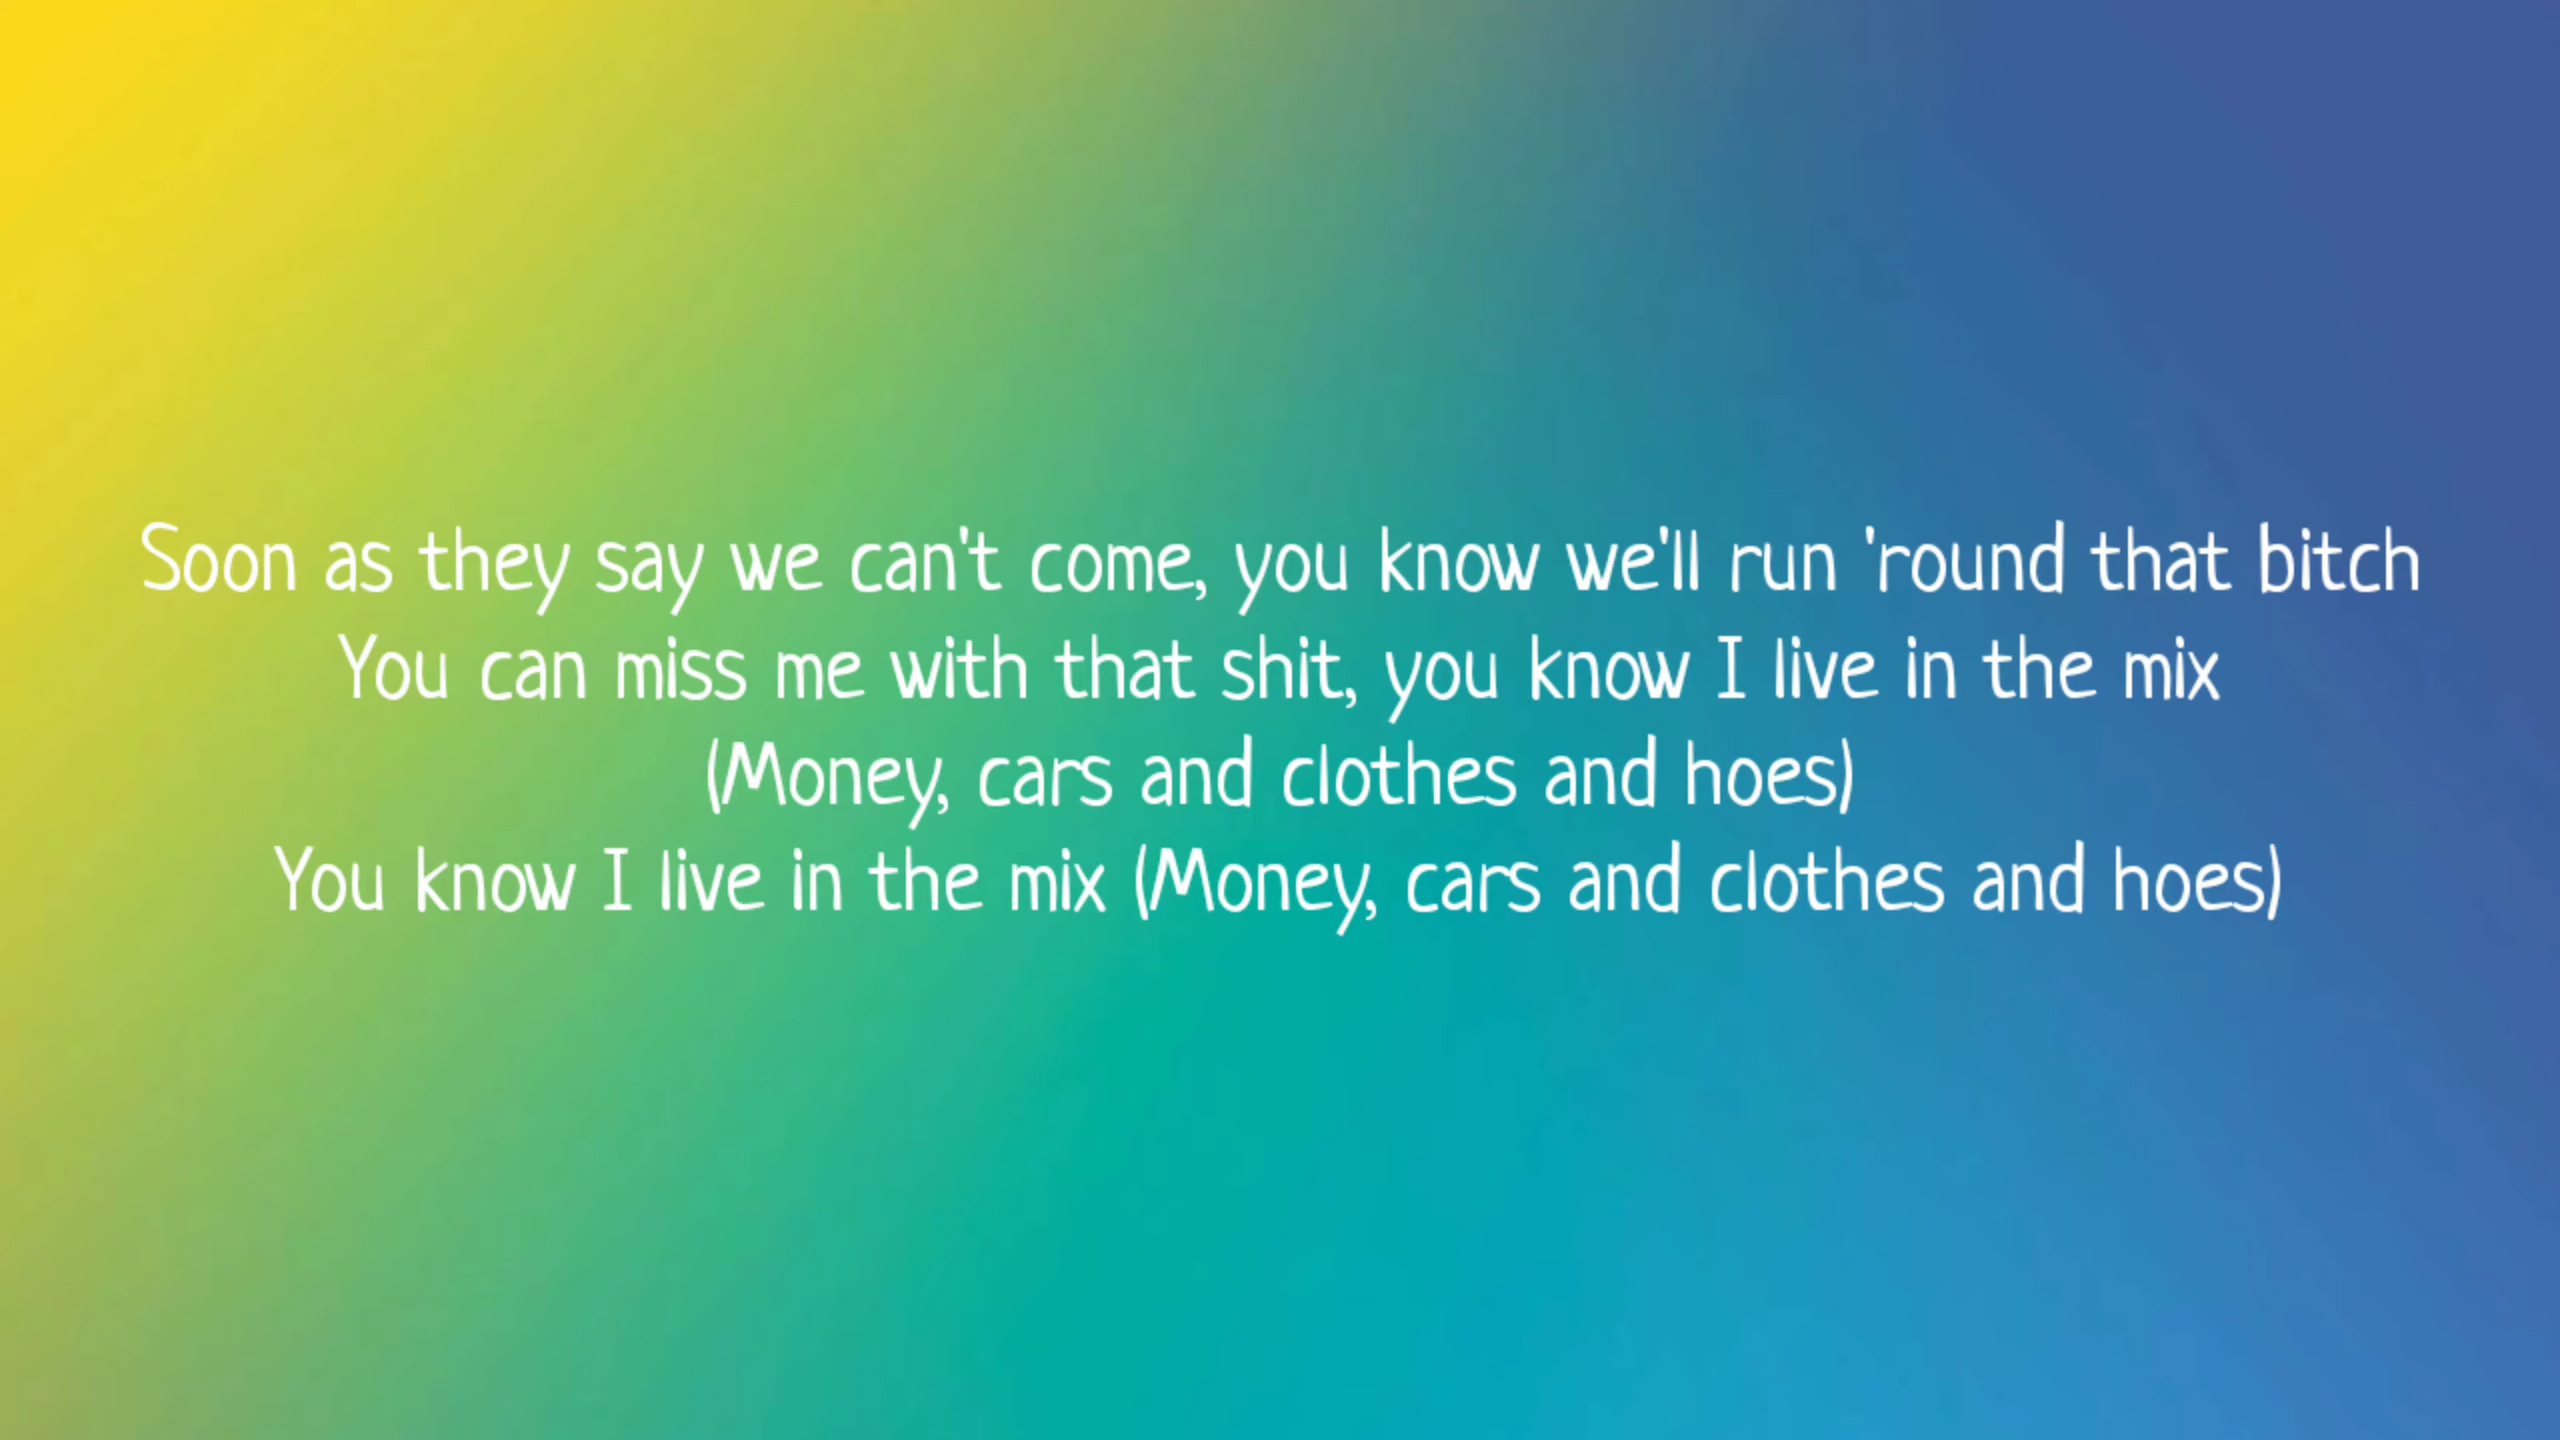 Soon as they say we can't come, you know we'll run 'round that bitch
You can miss me with that shit, you know I live in the mix
(Money, cars and clothes and hoes)
You know I live in the mix (Money, cars and clothes and hoes)